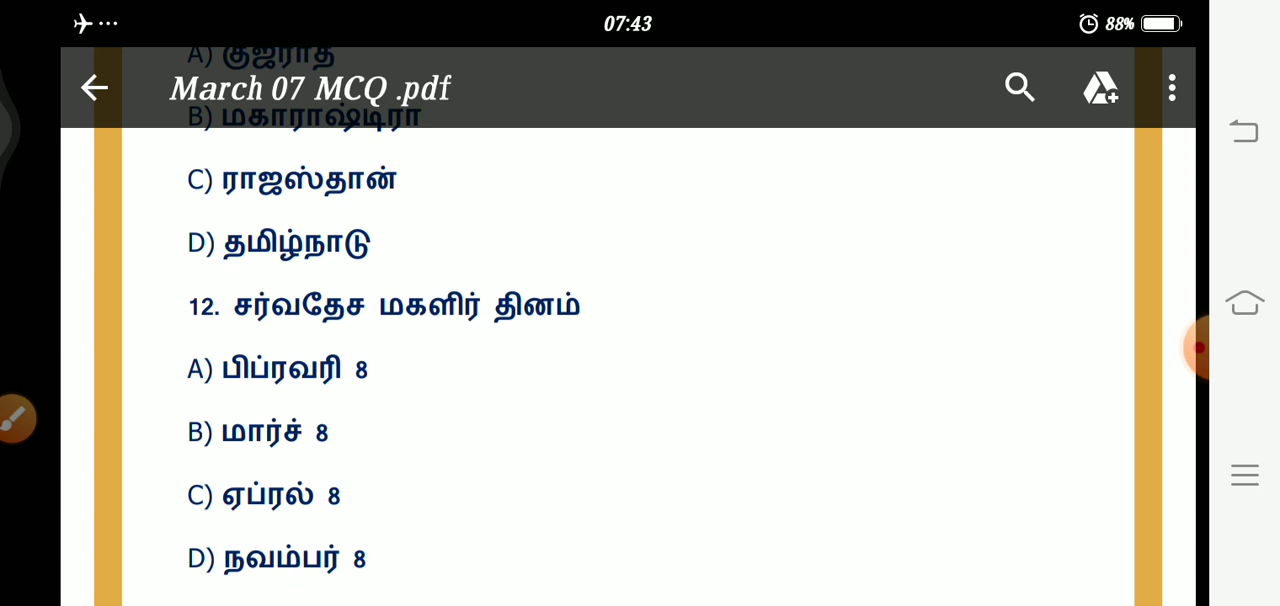 07:43
88%
A) குஜராத்
March 07 MCQ .pdf
B) மகாராஷ்டிரா
C) ராஜஸ்தான்
D) தமிழ்நாடு
12. சர்வதேச மகளிர் தினம்
A) பிப்ரவரி 8
B) மார்ச் 8
C) ஏப்ரல் 8
D) நவம்பர் 8